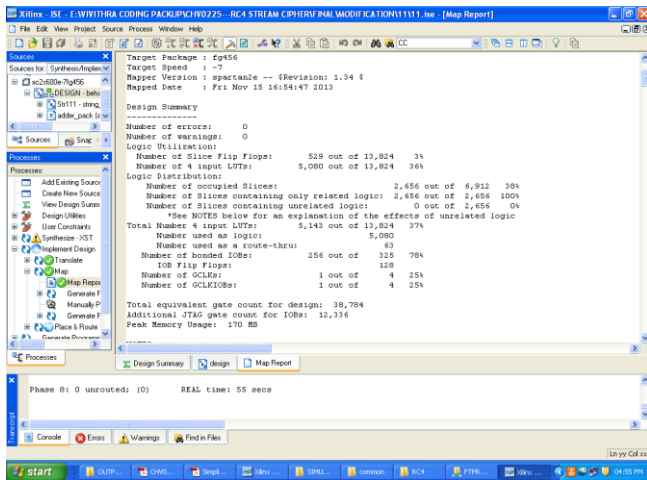 Xilinx - ISE - E:\VIVITHRA CODING PACKUP\CHV0225---RC4 STREAM CIPHER\FINAL MODIFICATION\11\11.ise - [Map Report]
File Edit View Project Source Process Window Help
Sources
Sources for: Synthesis/Implem
xc2s600e-7fg456
DESIGN - beha
Str111 - string_
adder_pack (a
Sources
Snap
Processes
Processes:
Add Existing Source
Create New Source
View Design Summ
Design Utilities
User Constraints
Synthesize - XST
Implement Design
Translate
Map
Map Repor
Generate F
Manually P
Generate F
Place & Route
Generate Programm
Processes
Target Package : fg456
Target Speed : -7
Mapper Version : spartan2e -- $Revision: 1.34 $
Mapped Date : Fri Nov 15 16:54:47 2013
Design Summary
--------------
Number of errors: 0
Number of warnings: 0
Logic Utilization:
Number of Slice Flip Flops: 529 out of 13,824 3%
Number of 4 input LUTs: 5,080 out of 13,824 36%
Logic Distribution:
Number of occupied Slices: 2,656 out of 6,912 38%
Number of Slices containing only related logic: 2,656 out of 2,656 100%
Number of Slices containing unrelated logic: 0 out of 2,656 0%
*See NOTES below for an explanation of the effects of unrelated logic
Total Number 4 input LUTs: 5,143 out of 13,824 37%
Number used as logic: 5,080
Number used as a route-thru: 63
Number of bonded IOBs: 256 out of 325 78%
IOB Flip Flops: 128
Number of GCLKs: 1 out of 4 25%
Number of GCLKIOBs: 1 out of 4 25%
Total equivalent gate count for design: 38,784
Additional JTAG gate count for IOBs: 12,336
Peak Memory Usage: 170 MB
Design Summary
design
Map Report
Phase 8: 0 unrouted; (0) REAL time: 55 secs
Transcript
Console
Errors
Warnings
Find in Files
start
OUTP...
CHV0...
Simpli...
Xilinx ...
SIMU...
common
RC4
PTPR...
Xilinx ...
04:55 PM